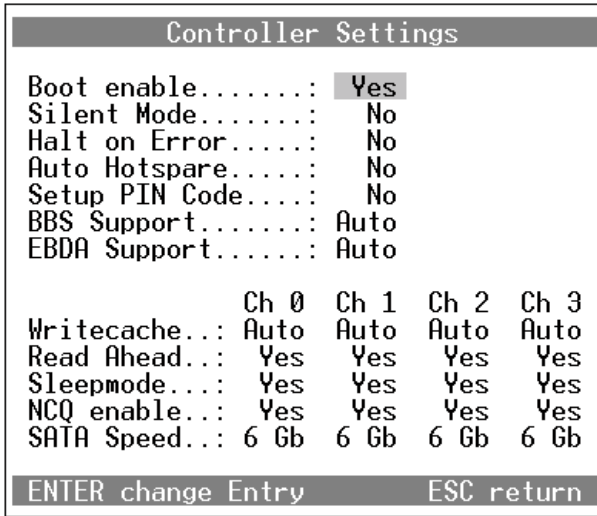 Controller Settings
Boot enable.......: Yes
Silent Mode.......: No
Halt on Error.....: No
Auto Hotspare.....: No
Setup PIN Code....: No
BBS Support.......: Auto
EBDA Support......: Auto
Ch 0 Ch 1 Ch 2 Ch 3
Writecache..: Auto Auto Auto Auto
Read Ahead..: Yes Yes Yes Yes
Sleepmode...: Yes Yes Yes Yes
NCQ enable..: Yes Yes Yes Yes
SATA Speed..: 6 Gb 6 Gb 6 Gb 6 Gb
ENTER change Entry ESC return